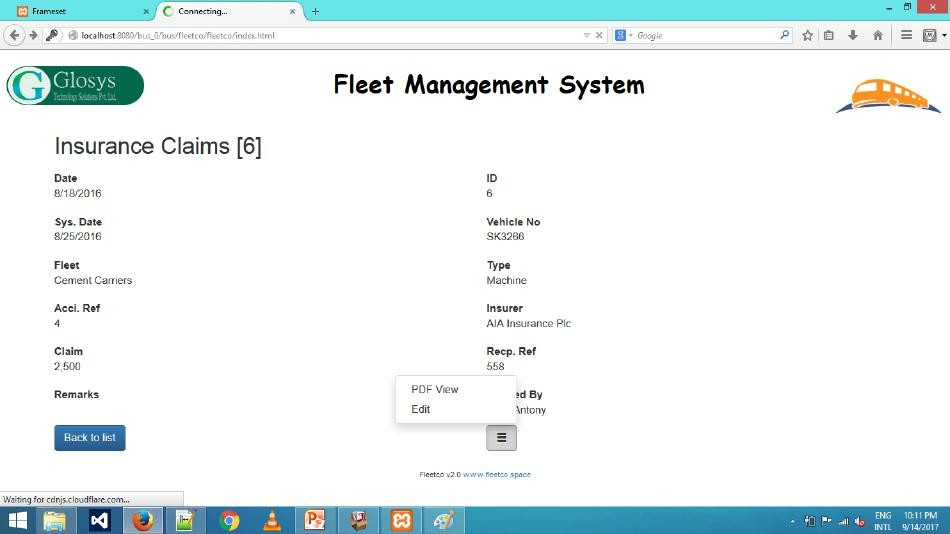 Frameset
Connecting...
localhost:8080/bus_0/bus/fleetco/fleetco/index.html
Google
Glosys
Technology Solutions Pvt. Ltd.
Fleet Management System
Insurance Claims [6]
Date
8/18/2016
ID
6
Sys. Date
8/25/2016
Vehicle No
SK3266
Fleet
Cement Carriers
Type
Machine
Acci. Ref
4
Insurer
AIA Insurance Plc
Claim
2,500
Recp. Ref
558
Remarks
ed By
Antony
PDF View
Edit
Back to list
Fleetco v2.0 www.fleetco.space
Waiting for cdnjs.cloudflare.com...
ENG
INTL
10:11 PM
9/14/2017